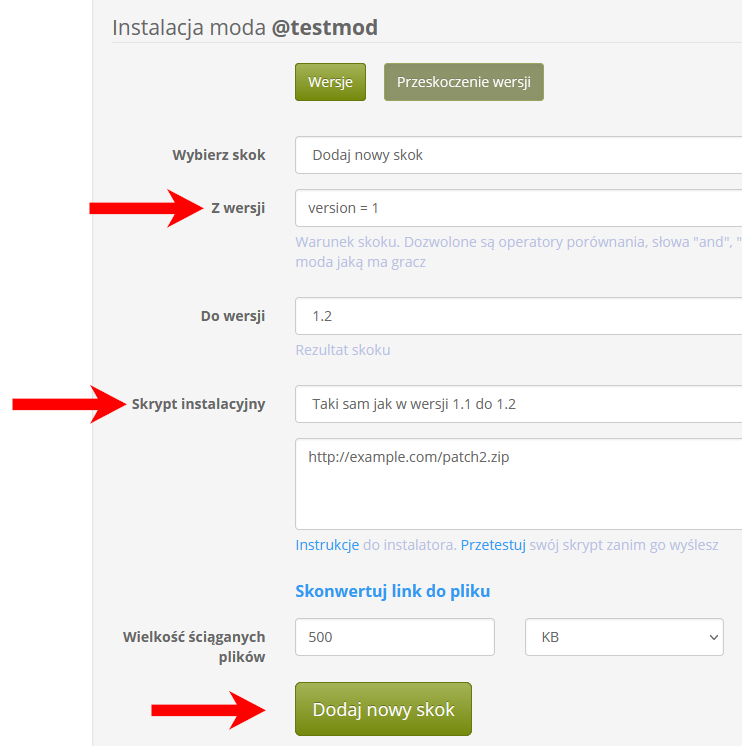 Instalacja moda @testmod
Wersje Przeskoczenie wersji
Wybierz skok Dodaj nowy skok
Z wersji version = 1
Warunek skoku. Dozwolone są operatory porównania, słowa "and", "
moda jaką ma gracz
Do wersji 1.2
Rezultat skoku
Skrypt instalacyjny Taki sam jak w wersji 1.1 do 1.2
http://example.com/patch2.zip
Instrukcje do instalatora. Przetestuj swój skrypt zanim go wyślesz
Skonwertuj link do pliku
Wielkość ściąganych 500 KB
plików
Dodaj nowy skok